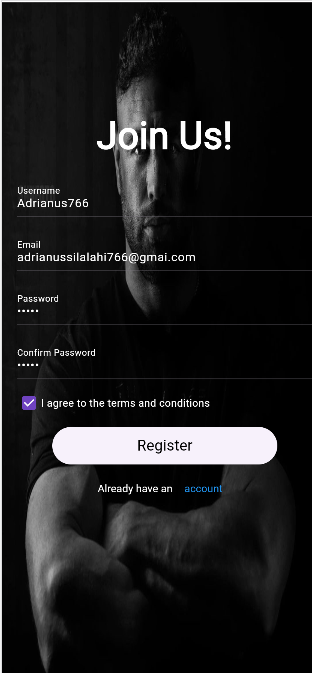 Join Us!
Username
Adrianus766
Email
adrianussilalahi766@gmai.com
Password
•••••
Confirm Password
•••••
I agree to the terms and conditions
Register
Already have an account